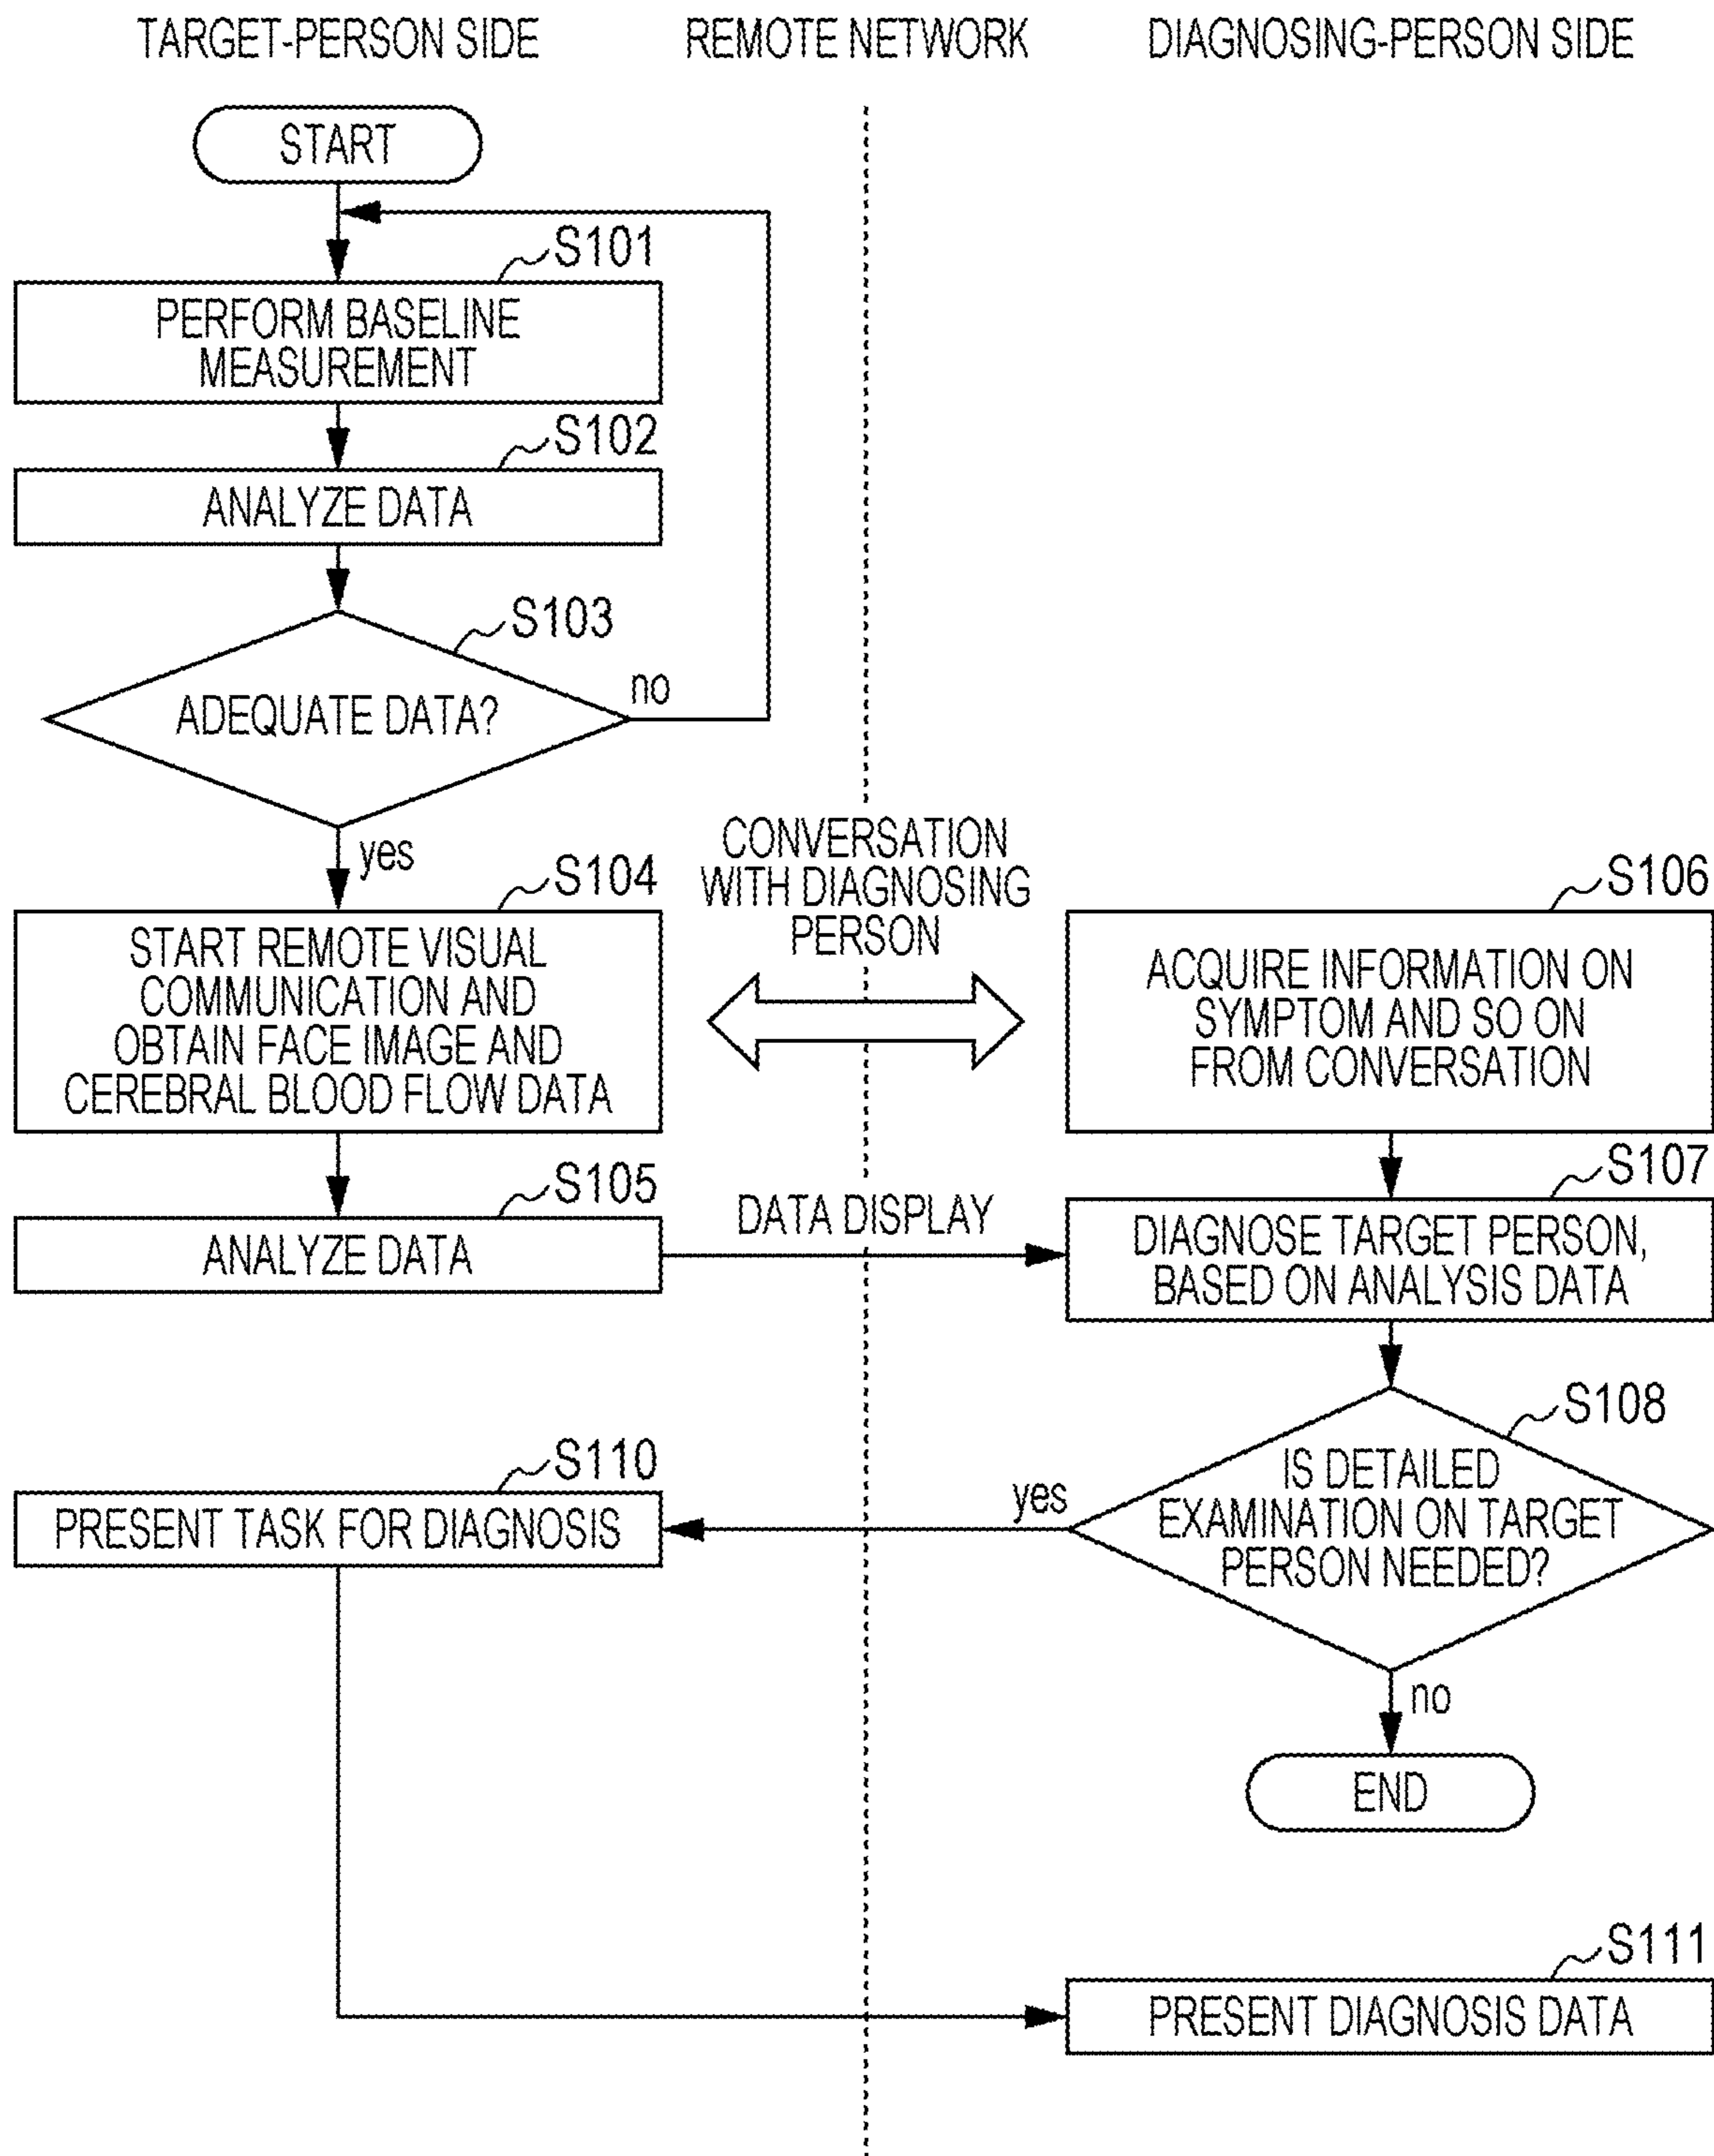 TARGET-PERSON SIDE
REMOTE NETWORK
DIAGNOSING-PERSON SIDE
START
S101
PERFORM BASELINE
MEASUREMENT
S102
ANALYZE DATA
S103
ADEQUATE DATA?
no
yes
S104
START REMOTE VISUAL
COMMUNICATION AND
OBTAIN FACE IMAGE AND
CEREBRAL BLOOD FLOW DATA
CONVERSATION
WITH DIAGNOSING
PERSON
S106
ACQUIRE INFORMATION ON
SYMPTOM AND SO ON
FROM CONVERSATION
S105
ANALYZE DATA
DATA DISPLAY
S107
DIAGNOSE TARGET PERSON,
BASED ON ANALYSIS DATA
S108
IS DETAILED
EXAMINATION ON TARGET
PERSON NEEDED?
yes
S110
PRESENT TASK FOR DIAGNOSIS
no
END
S111
PRESENT DIAGNOSIS DATA